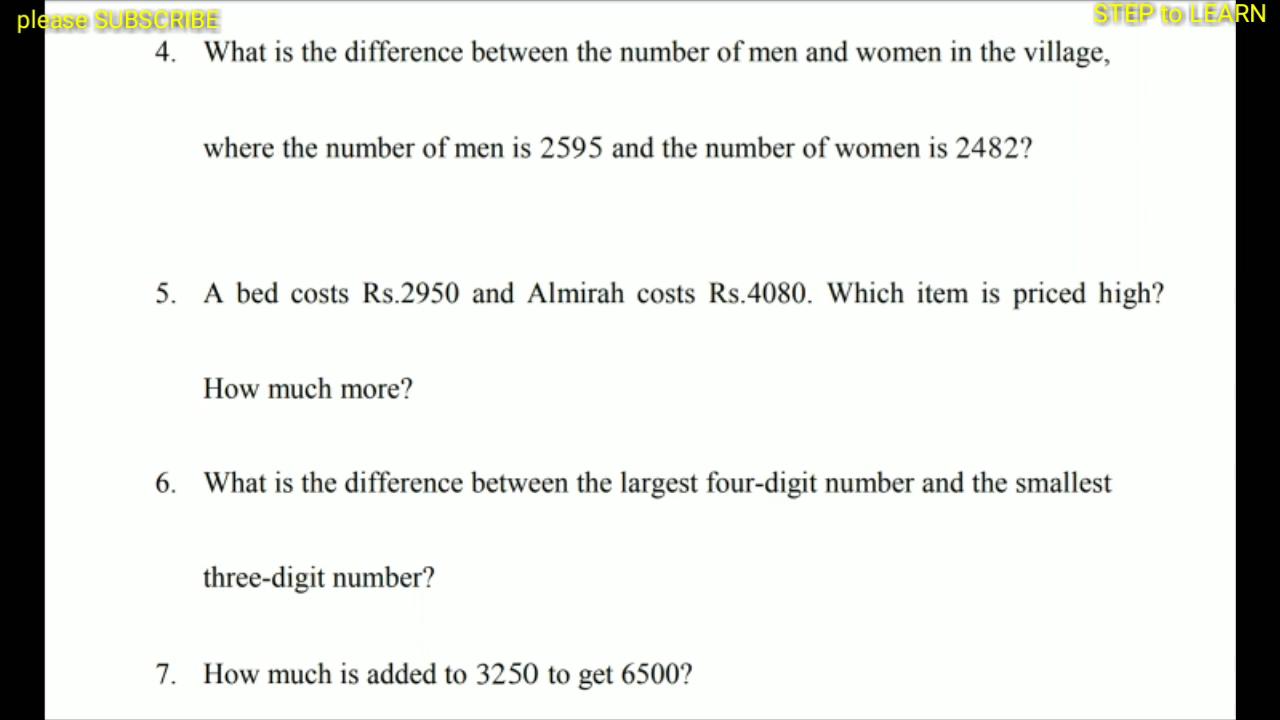 please SUBSCRIBE
STEP to LEARN
4. What is the difference between the number of men and women in the village,
where the number of men is 2595 and the number of women is 2482?
5. A bed costs Rs.2950 and Almirah costs Rs.4080. Which item is priced high?
How much more?
6. What is the difference between the largest four-digit number and the smallest
three-digit number?
7. How much is added to 3250 to get 6500?